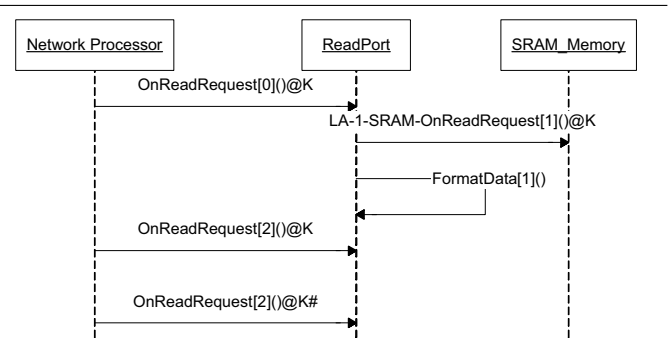 Network Processor
ReadPort
SRAM_Memory
OnReadRequest[0]()@K
LA-1-SRAM-OnReadRequest[1]()@K
FormatData[1]()
OnReadRequest[2]()@K
OnReadRequest[2]()@K#